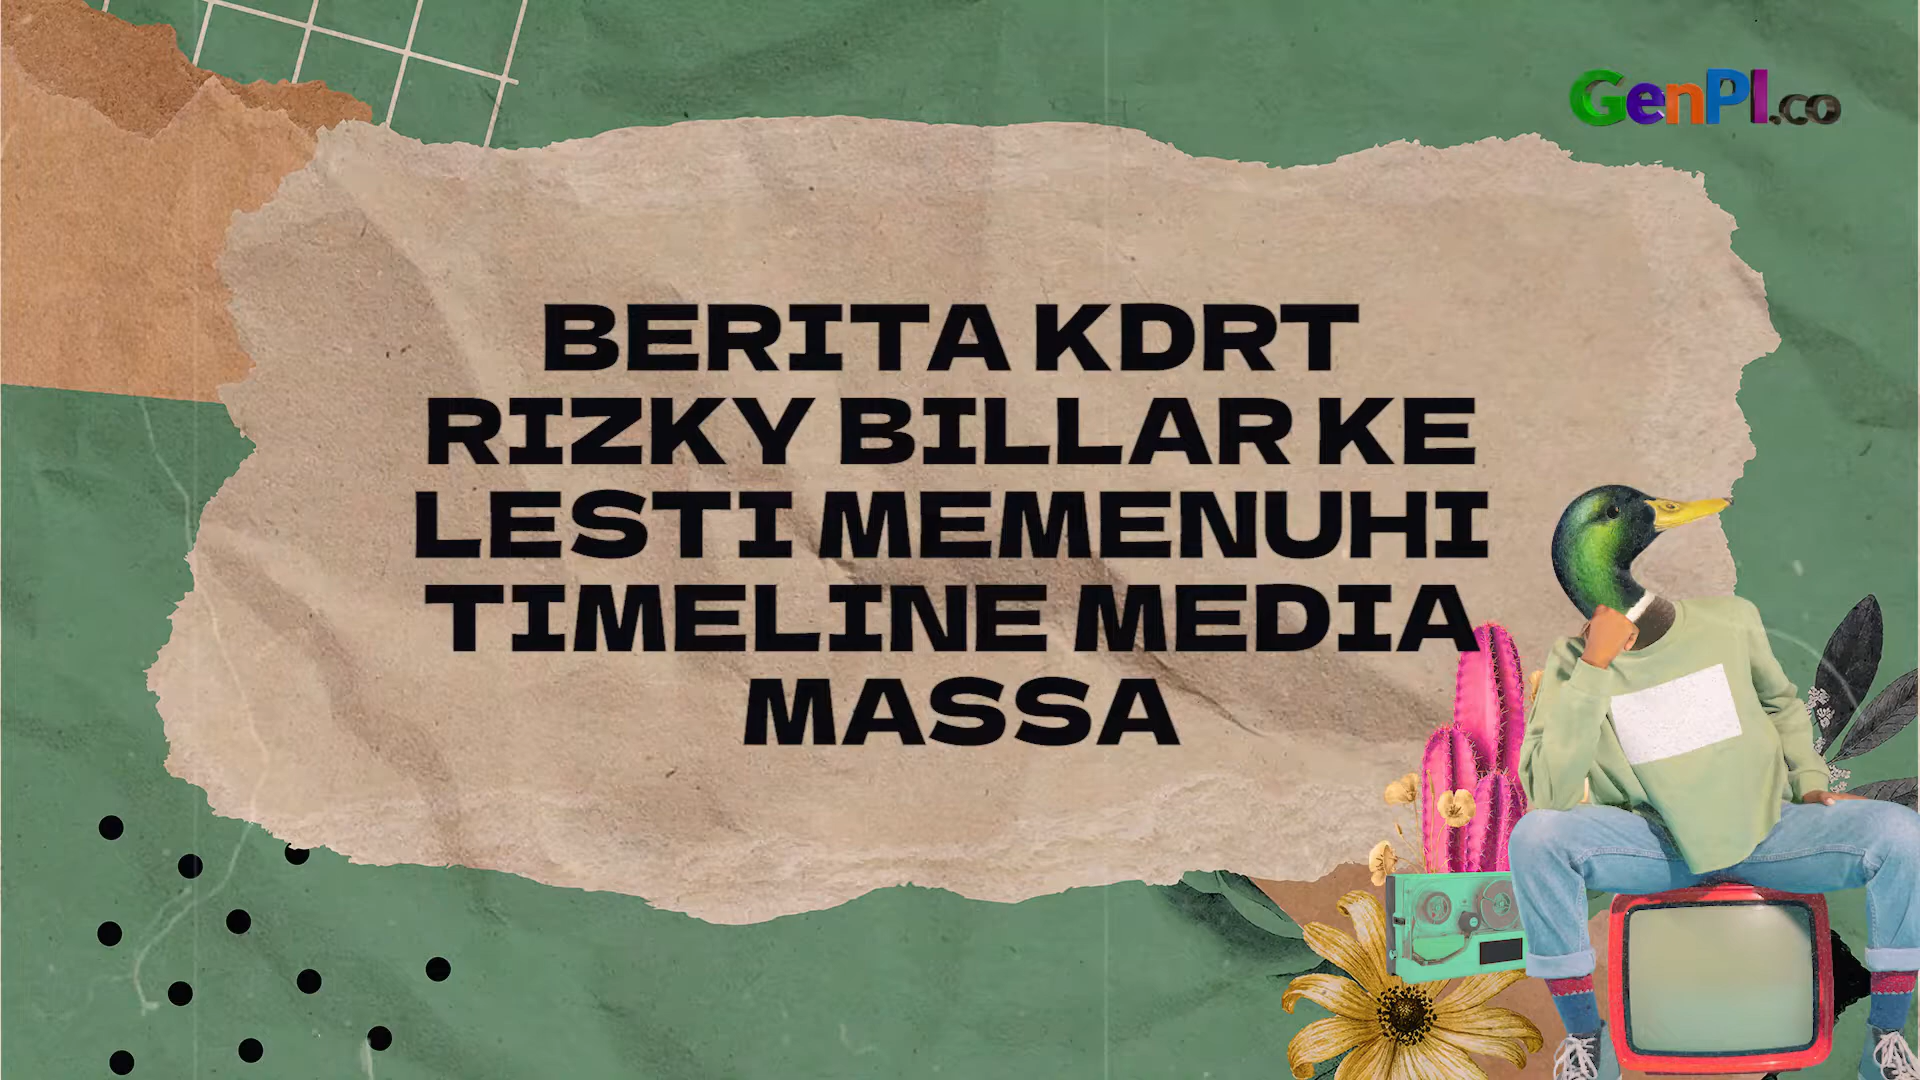 GenPI.co
BERITA KDRT
RIZKY BILLAR KE
LESTI MEMENUHI
TIMELINE MEDIA
MASSA